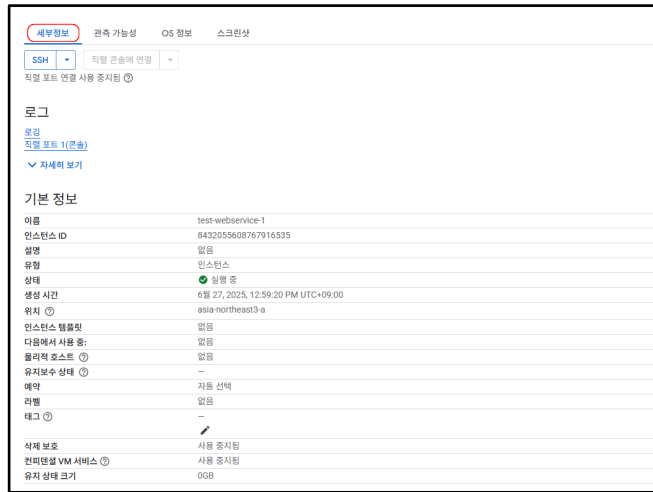 세부정보 관측 가능성 OS 정보 스크린샷
SSH 직렬 콘솔에 연결
직렬 포트 연결 사용 중지됨
로그
로깅
직렬 포트 1(콘솔)
자세히 보기
기본 정보
이름 test-webservice-1
인스턴스 ID 8432055608767916535
설명 없음
유형 인스턴스
상태 실행 중
생성 시간 6월 27, 2025, 12:59:20 PM UTC+09:00
위치 asia-northeast3-a
인스턴스 템플릿 없음
다음에서 사용 중: 없음
물리적 호스트 없음
유지보수 상태 —
예약 자동 선택
라벨 없음
태그 —
삭제 보호 사용 중지됨
컨피덴셜 VM 서비스 사용 중지됨
유지 상태 크기 0GB